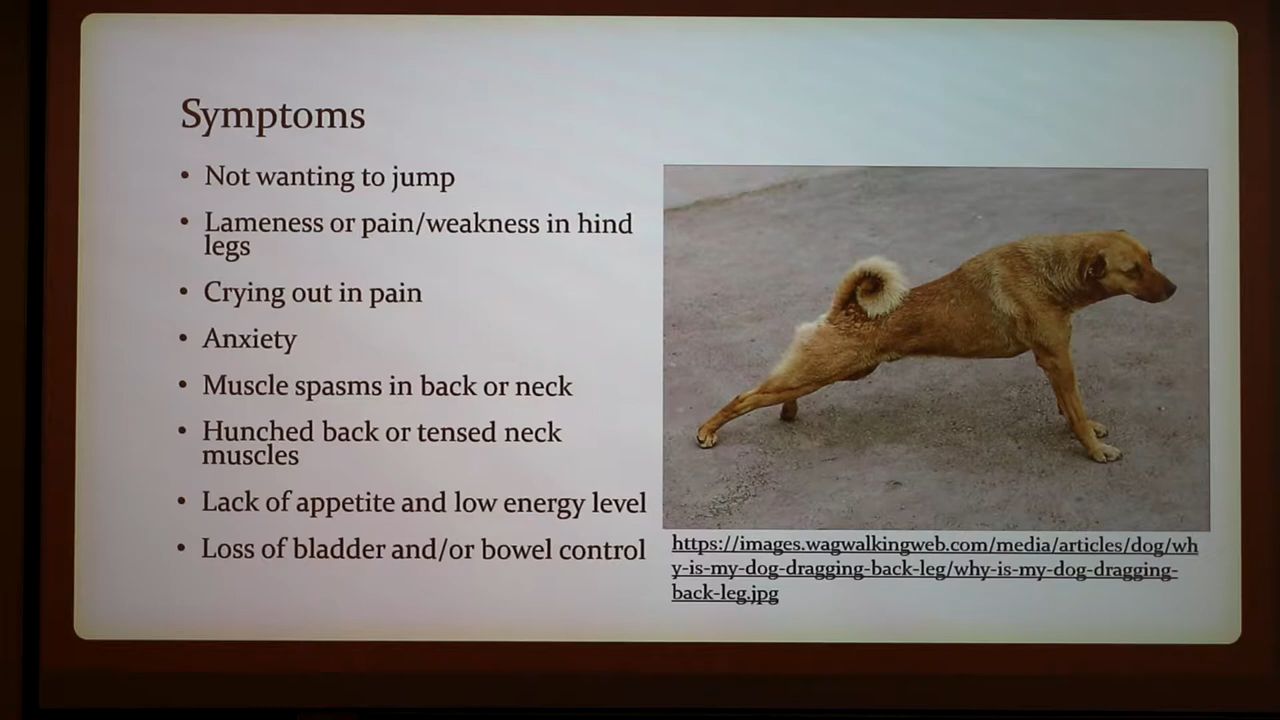 Symptoms
• Not wanting to jump
• Lameness or pain/weakness in hind
legs
• Crying out in pain
• Anxiety
• Muscle spasms in back or neck
• Hunched back or tensed neck
muscles
• Lack of appetite and low energy level
• Loss of bladder and/or bowel control
https://images.wagwalkingweb.com/media/articles/dog/wh
y-is-my-dog-dragging-back-leg/why-is-my-dog-dragging-
back-leg.jpg